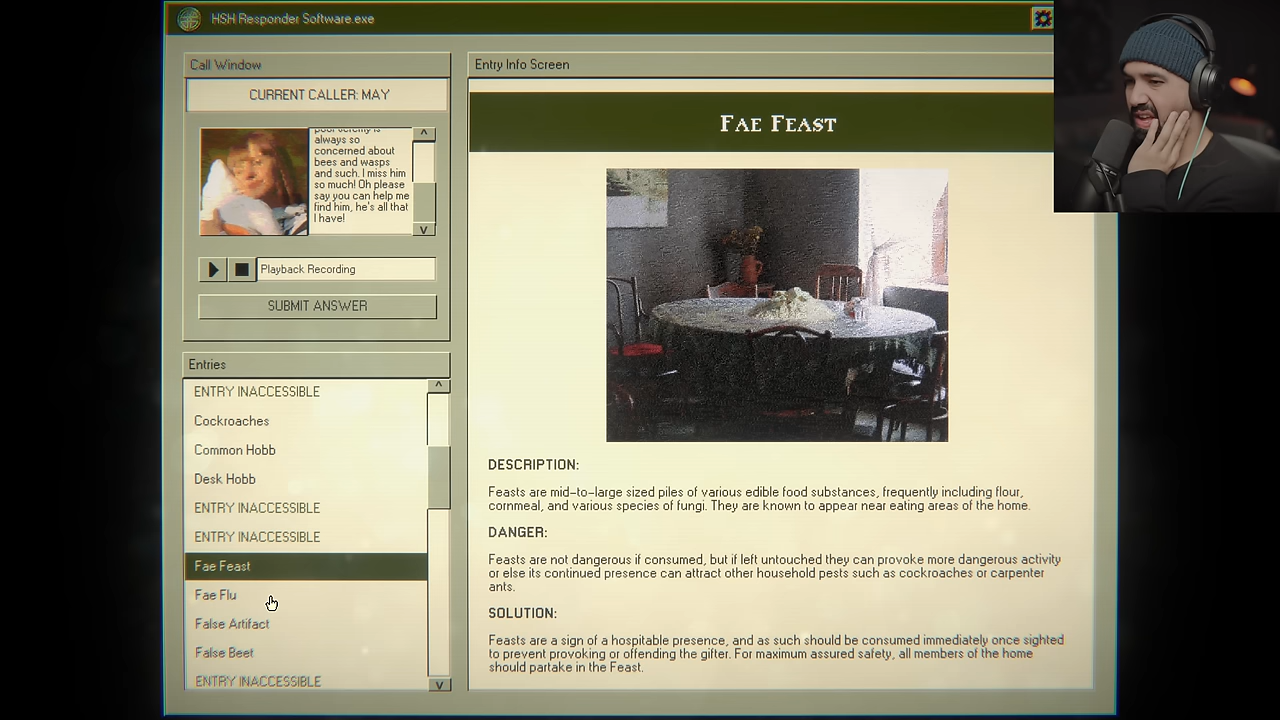 HSH Responder Software.exe
Call Window
CURRENT CALLER: MAY
always so
concerned about
bees and wasps
and such. I miss him
so much! Oh please
say you can help me
find him, he's all that
I have!
Playback Recording
SUBMIT ANSWER
Entries
ENTRY INACCESSIBLE
Cockroaches
Common Hobb
Desk Hobb
ENTRY INACCESSIBLE
ENTRY INACCESSIBLE
Fae Feast
Fae Flu
False Artifact
False Beet
ENTRY INACCESSIBLE
Entry Info Screen
FAE FEAST
DESCRIPTION:
Feasts are mid-to-large sized piles of various edible food substances, frequently including flour,
cornmeal, and various species of fungi. They are known to appear near eating areas of the home.
DANGER:
Feasts are not dangerous if consumed, but if left untouched they can provoke more dangerous activity
or else its continued presence can attract other household pests such as cockroaches or carpenter
ants.
SOLUTION:
Feasts are a sign of a hospitable presence, and as such should be consumed immediately once sighted
to prevent provoking or offending the gifter. For maximum assured safety, all members of the home
should partake in the Feast.